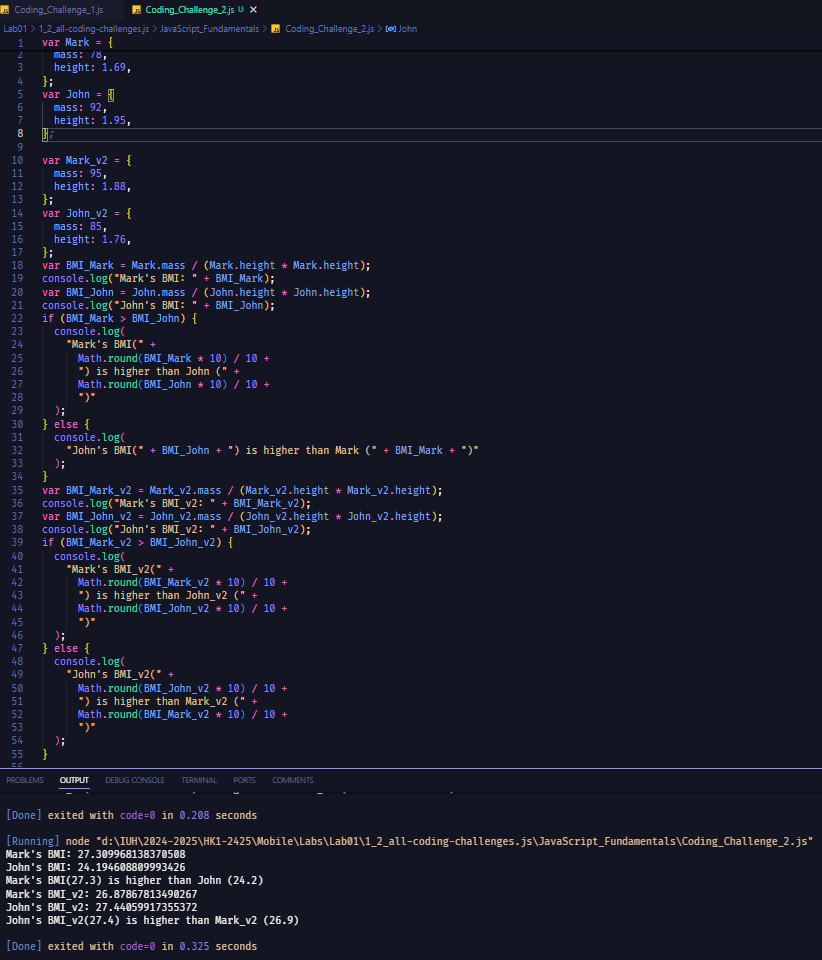 JS Coding_Challenge_1.js JS Coding_Challenge_2.js U ✕
Lab01 > 1_2_all-coding-challenges.js > JavaScript_Fundamentals > JS Coding_Challenge_2.js > John
1 var Mark = {
2 mass: 78,
3 height: 1.69,
4 };
5 var John = {
6 mass: 92,
7 height: 1.95,
8 };
9
10 var Mark_v2 = {
11 mass: 95,
12 height: 1.88,
13 };
14 var John_v2 = {
15 mass: 85,
16 height: 1.76,
17 };
18 var BMI_Mark = Mark.mass / (Mark.height * Mark.height);
19 console.log("Mark's BMI: " + BMI_Mark);
20 var BMI_John = John.mass / (John.height * John.height);
21 console.log("John's BMI: " + BMI_John);
22 if (BMI_Mark > BMI_John) {
23 console.log(
24 "Mark's BMI(" +
25 Math.round(BMI_Mark * 10) / 10 +
26 ") is higher than John (" +
27 Math.round(BMI_John * 10) / 10 +
28 ")"
29 );
30 } else {
31 console.log(
32 "John's BMI(" + BMI_John + ") is higher than Mark (" + BMI_Mark + ")"
33 );
34 }
35 var BMI_Mark_v2 = Mark_v2.mass / (Mark_v2.height * Mark_v2.height);
36 console.log("Mark's BMI_v2: " + BMI_Mark_v2);
37 var BMI_John_v2 = John_v2.mass / (John_v2.height * John_v2.height);
38 console.log("John's BMI_v2: " + BMI_John_v2);
39 if (BMI_Mark_v2 > BMI_John_v2) {
40 console.log(
41 "Mark's BMI_v2(" +
42 Math.round(BMI_Mark_v2 * 10) / 10 +
43 ") is higher than John_v2 (" +
44 Math.round(BMI_John_v2 * 10) / 10 +
45 ")"
46 );
47 } else {
48 console.log(
49 "John's BMI_v2(" +
50 Math.round(BMI_John_v2 * 10) / 10 +
51 ") is higher than Mark_v2 (" +
52 Math.round(BMI_Mark_v2 * 10) / 10 +
53 ")"
54 );
55 }
56
PROBLEMS OUTPUT DEBUG CONSOLE TERMINAL PORTS COMMENTS
[Done] exited with code=0 in 0.208 seconds
[Running] node "d:\IUH\2024-2025\HK1-2425\Mobile\Labs\Lab01\1_2_all-coding-challenges.js\JavaScript_Fundamentals\Coding_Challenge_2.js"
Mark's BMI: 27.309968138370508
John's BMI: 24.194608809993426
Mark's BMI(27.3) is higher than John (24.2)
Mark's BMI_v2: 26.87867813490267
John's BMI_v2: 27.44059917355372
John's BMI_v2(27.4) is higher than Mark_v2 (26.9)
[Done] exited with code=0 in 0.325 seconds